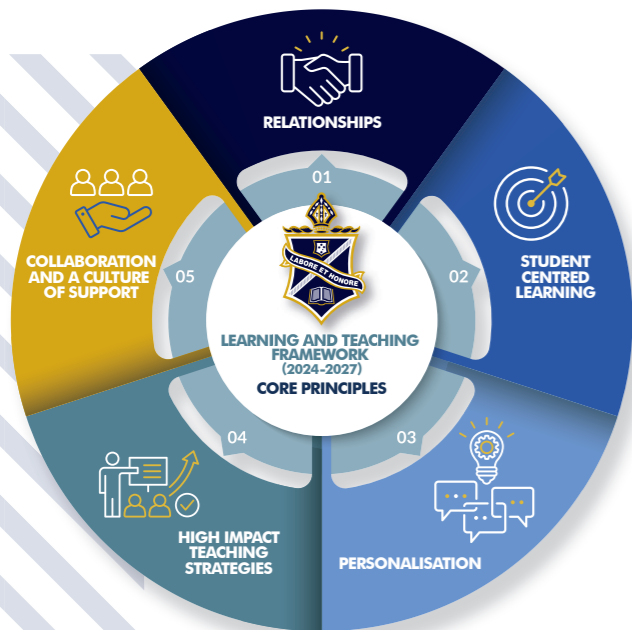 RELATIONSHIPS
01
STUDENT
CENTRED
LEARNING
02
PERSONALISATION
03
HIGH IMPACT
TEACHING
STRATEGIES
04
COLLABORATION
AND A CULTURE
OF SUPPORT
05
LABORE ET HONORE
LEARNING AND TEACHING
FRAMEWORK
(2024-2027)
CORE PRINCIPLES